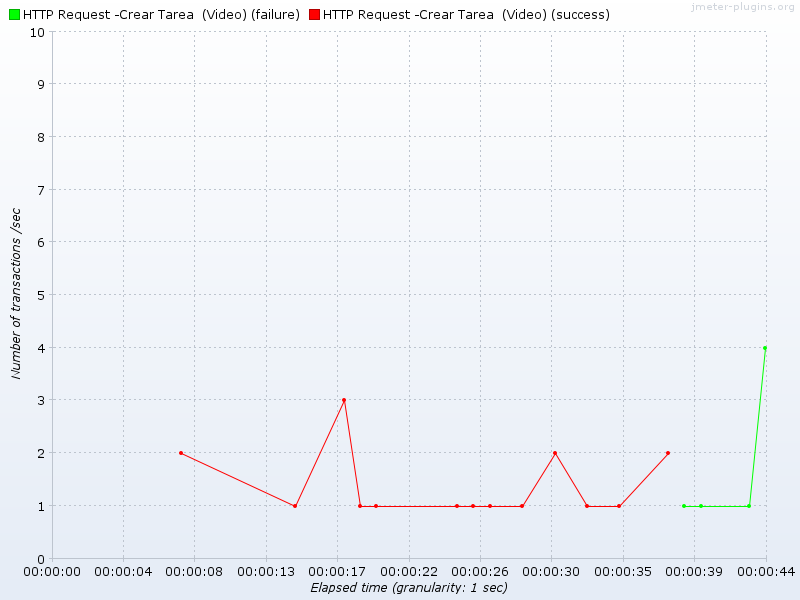 HTTP Request -Crear Tarea  (Video) (failure) HTTP Request -Crear Tarea  (Video) (success)
jmeter-plugins.org
10
9
8
7
6
5
4
3
2
1
0
Number of transactions /sec
00:00:00 00:00:04 00:00:08 00:00:13 00:00:17 00:00:22 00:00:26 00:00:30 00:00:35 00:00:39 00:00:44
Elapsed time (granularity: 1 sec)